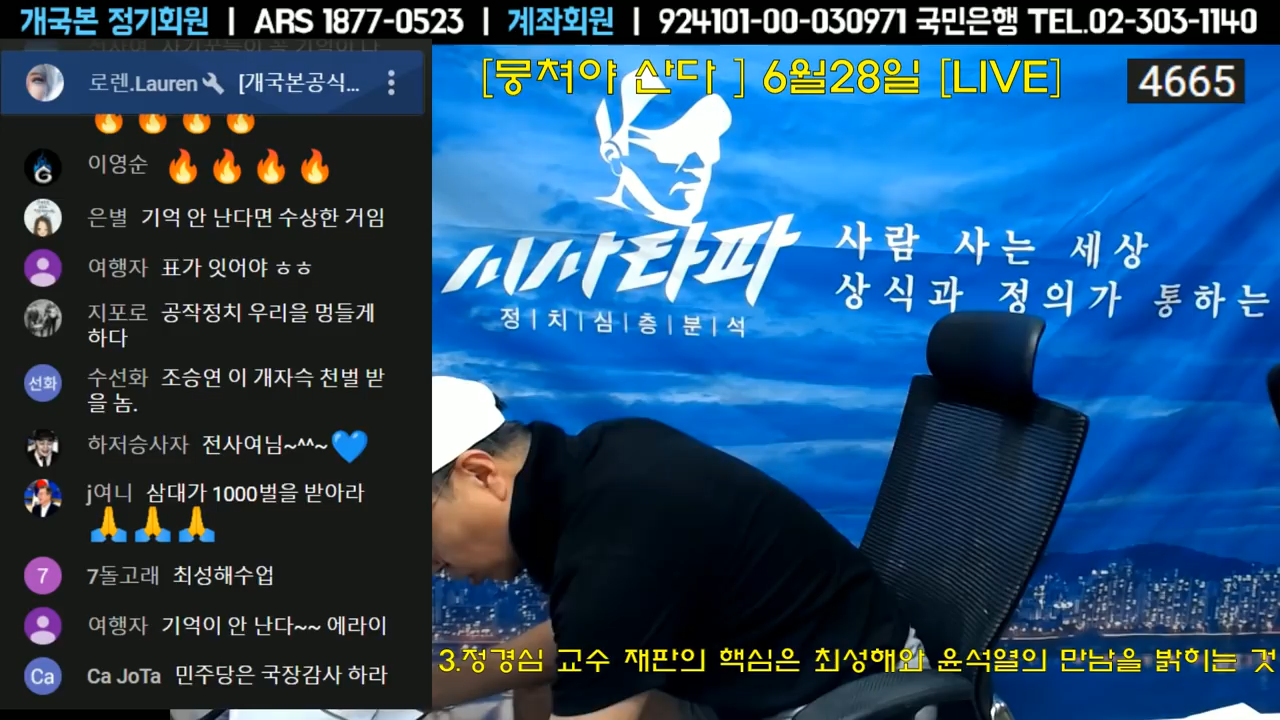 개국본 정기회원 | ARS 1877-0523 | 계좌회원 | 924101-00-030971 국민은행 TEL.02-303-1140
로렌.Lauren [개국본공식...
[뭉쳐야 산다 ] 6월28일 [LIVE]
4665
이영순
은별 기억 안 난다면 수상한 거임
여행자 표가 잇어야 ㅎㅎ
지포로 공작정치 우리을 멍들게
하다
선화
수선화 조승연 이 개자슥 천벌 받
을 놈.
하저승사자 전사여님~^^~💙
j여니 삼대가 1000벌을 받아라
🙏🙏🙏
7
7돌고래 최성해수업
여행자 기억이 안 난다~~ 에라이
Ca
Ca JoTa 민주당은 국장감사 하라
시사타파
정|치|심|층|분|석
사람 사는 세상
상식과 정의가 통하는
3.정경심 교수 재판의 핵심은 최성해와 윤석열의 만남을 밝히는 것